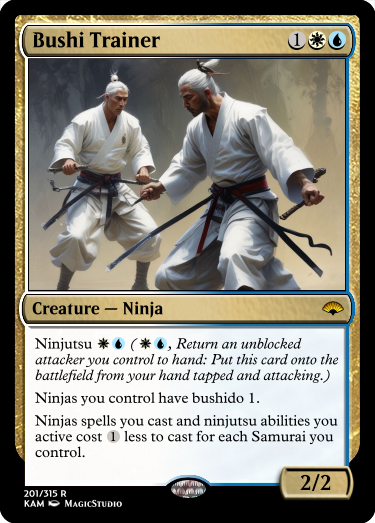 Bushi Trainer 1
Creature — Ninja
Ninjutsu ( , Return an unblocked
attacker you control to hand: Put this card onto the
battlefield from your hand tapped and attacking.)
Ninjas you control have bushido 1.
Ninjas spells you cast and ninjutsu abilities you
active cost 1 less to cast for each Samurai you
control.
2/2
201/315 R
KAM MagicStudio